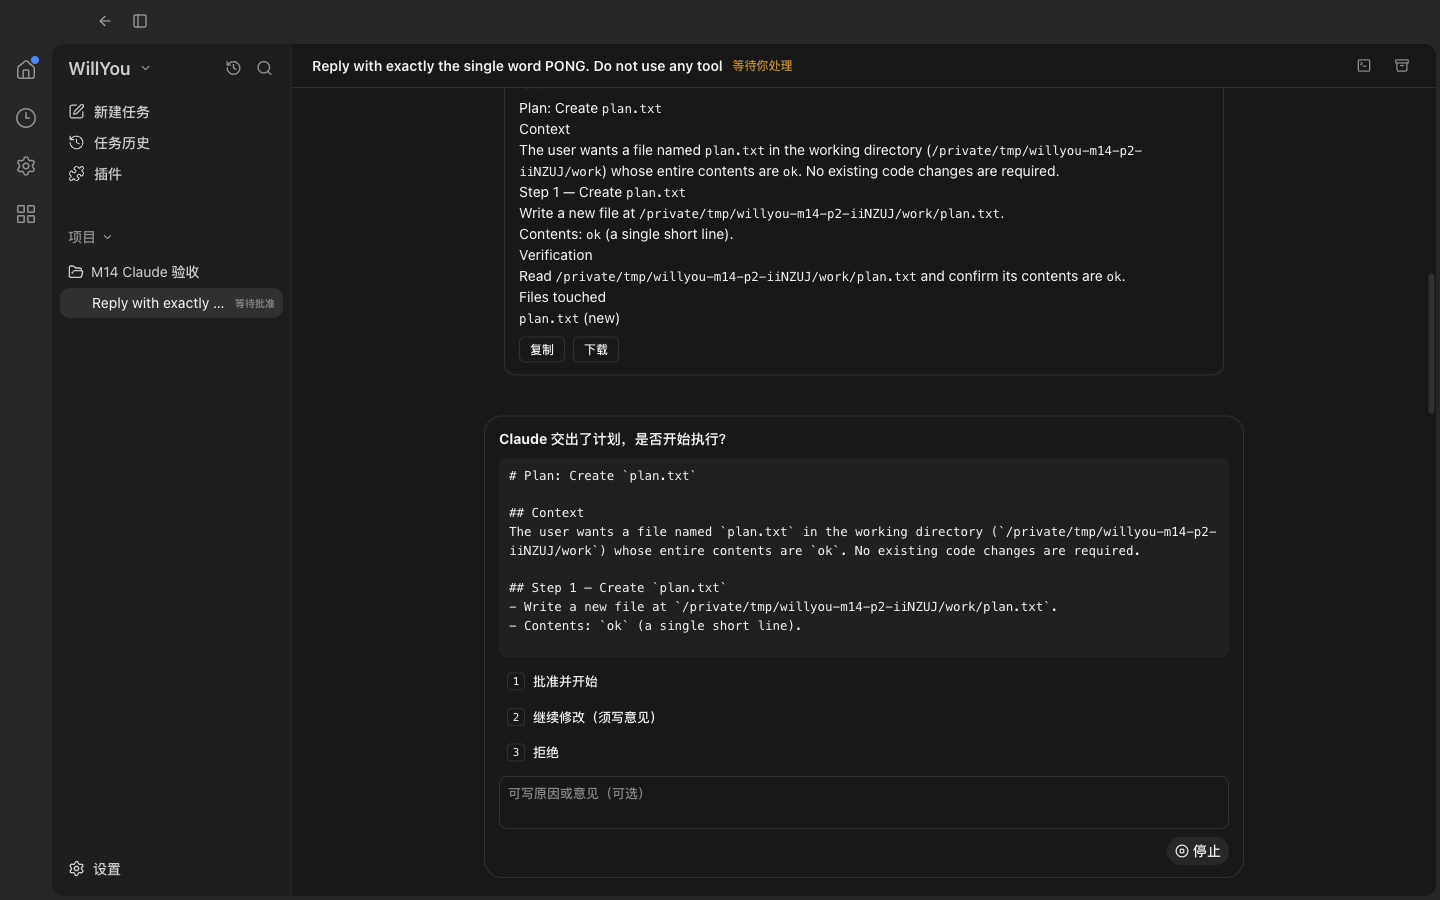 WillYou
新建任务
任务历史
插件
项目
M14 Claude 验收
Reply with exactly ... 等待批准
设置
Reply with exactly the single word PONG. Do not use any tool 等待你处理
Plan: Create plan.txt
Context
The user wants a file named plan.txt in the working directory (/private/tmp/willyou-m14-p2-
iiNZUJ/work) whose entire contents are ok. No existing code changes are required.
Step 1 — Create plan.txt
Write a new file at /private/tmp/willyou-m14-p2-iiNZUJ/work/plan.txt.
Contents: ok (a single short line).
Verification
Read /private/tmp/willyou-m14-p2-iiNZUJ/work/plan.txt and confirm its contents are ok.
Files touched
plan.txt (new)
复制 下载
Claude 交出了计划，是否开始执行？
# Plan: Create `plan.txt`
## Context
The user wants a file named `plan.txt` in the working directory (`/private/tmp/willyou-m14-p2-
iiNZUJ/work`) whose entire contents are `ok`. No existing code changes are required.
## Step 1 — Create `plan.txt`
- Write a new file at `/private/tmp/willyou-m14-p2-iiNZUJ/work/plan.txt`.
- Contents: `ok` (a single short line).
1 批准并开始
2 继续修改（须写意见）
3 拒绝
可写原因或意见（可选）
停止